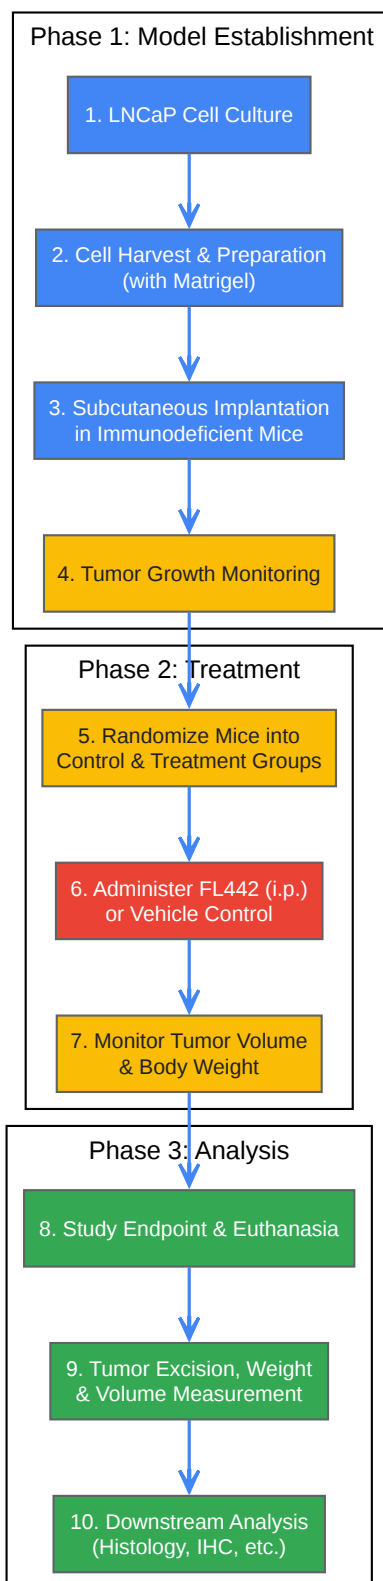 Phase 1: Model Establishment
1. LNCaP Cell Culture
2. Cell Harvest & Preparation
(with Matrigel)
3. Subcutaneous Implantation
in Immunodeficient Mice
4. Tumor Growth Monitoring
Phase 2: Treatment
5. Randomize Mice into
Control & Treatment Groups
6. Administer FL442 (i.p.)
or Vehicle Control
7. Monitor Tumor Volume
& Body Weight
Phase 3: Analysis
8. Study Endpoint & Euthanasia
9. Tumor Excision, Weight
& Volume Measurement
10. Downstream Analysis
(Histology, IHC, etc.)